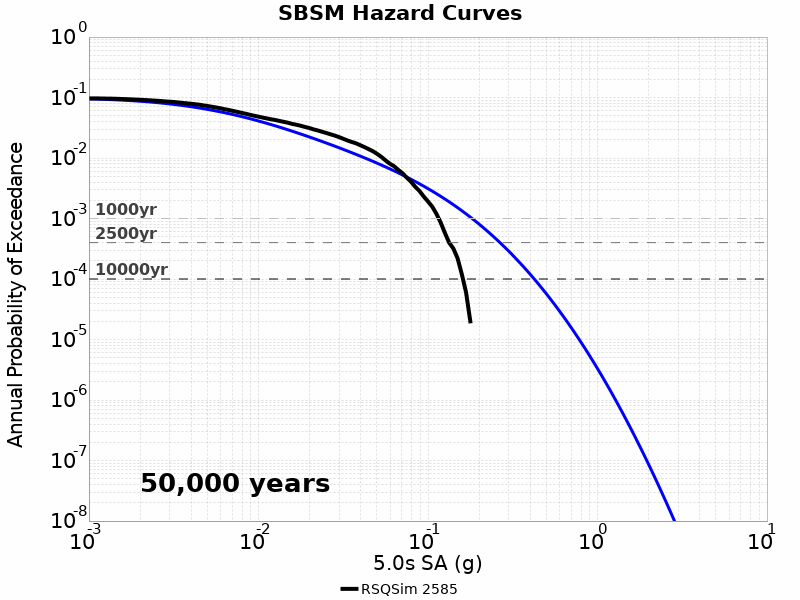 SBSM Hazard Curves
Annual Probability of Exceedance
10^0
10^-1
10^-2
10^-3
10^-4
10^-5
10^-6
10^-7
10^-8
1000yr
2500yr
10000yr
50,000 years
10^-3 10^-2 10^-1 10^0 10^1
5.0s SA (g)
RSQSim 2585